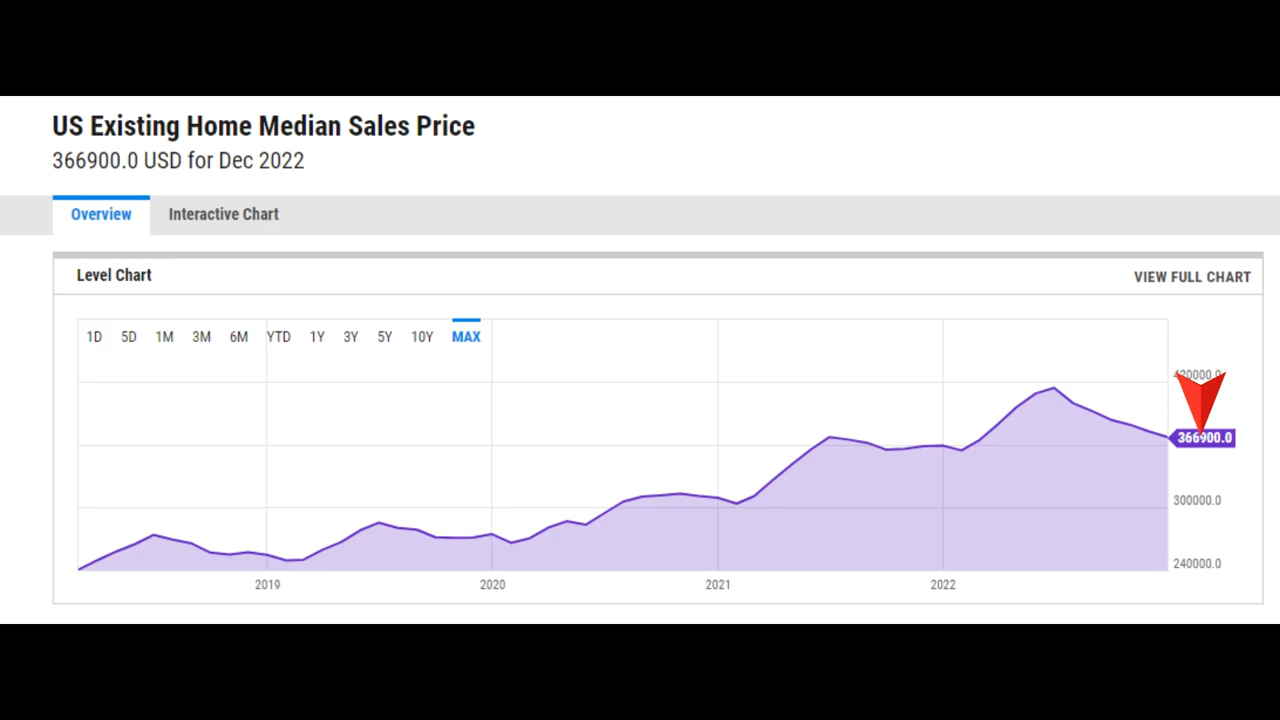 US Existing Home Median Sales Price
366900.0 USD for Dec 2022
Overview Interactive Chart
Level Chart VIEW FULL CHART
1D 5D 1M 3M 6M YTD 1Y 3Y 5Y 10Y MAX
420000.0
366900.0
300000.0
240000.0
2019 2020 2021 2022